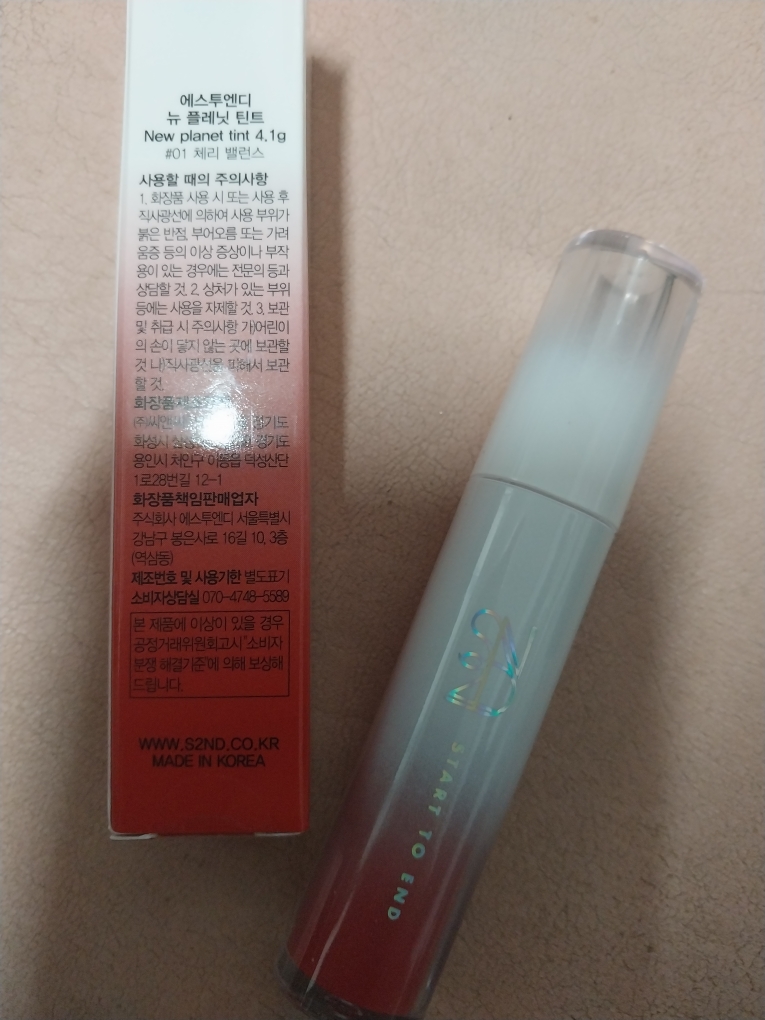 에스투엔디
뉴 플레닛 틴트
New planet tint 4.1g
#01 체리 밸런스
사용할 때의 주의사항
1. 화장품 사용 시 또는 사용 후
직사광선에 의하여 사용 부위가
붉은 반점, 부어오름 또는 가려
움증 등의 이상 증상이나 부작
용이 있는 경우에는 전문의 등과
상담할 것. 2. 상처가 있는 부위
등에는 사용을 자제할 것. 3. 보관
및 취급 시 주의사항 가)어린이
의 손이 닿지 않는 곳에 보관할
것 나)직사광선을 피해서 보관
할 것
경기도
화성시 경기도
용인시 처인구 이동읍 덕성산단
1로28번길 12-1
화장품책임판매업자
주식회사 에스투엔디 서울특별시
강남구 봉은사로 16길 10, 3층
(역삼동)
제조번호 및 사용기한 별도표기
소비자상담실 070-4748-5589
본 제품에 이상이 있을 경우
공정거래위원회고시"소비자
분쟁 해결기준"에 의해 보상해
드립니다.
WWW.S2ND.CO.KR
MADE IN KOREA
START TO END